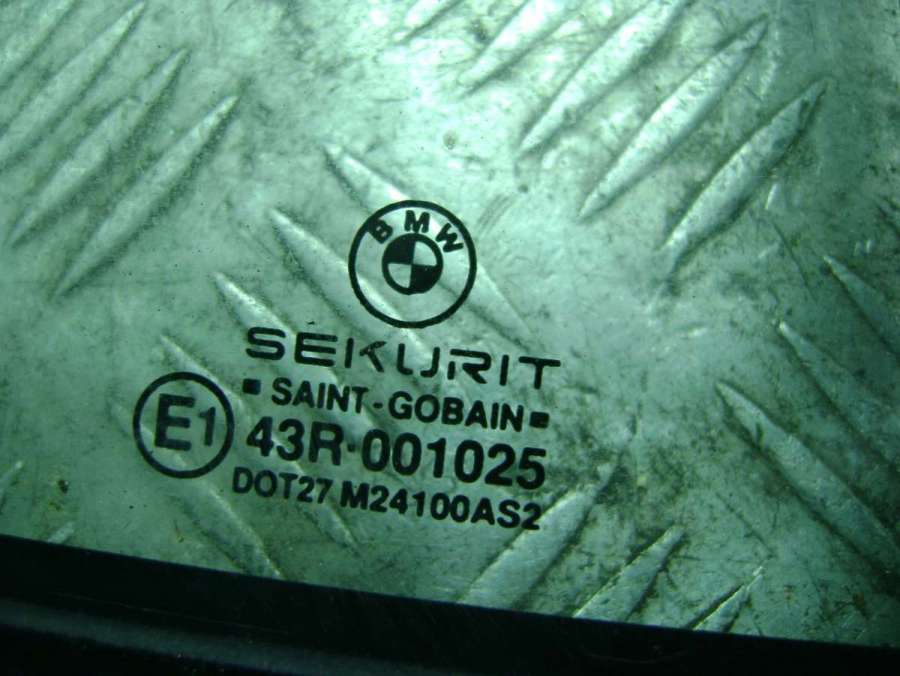 BMW
SEKURIT
▪ SAINT-GOBAIN ▪
E1
43R·001025
DOT27 M24100AS2